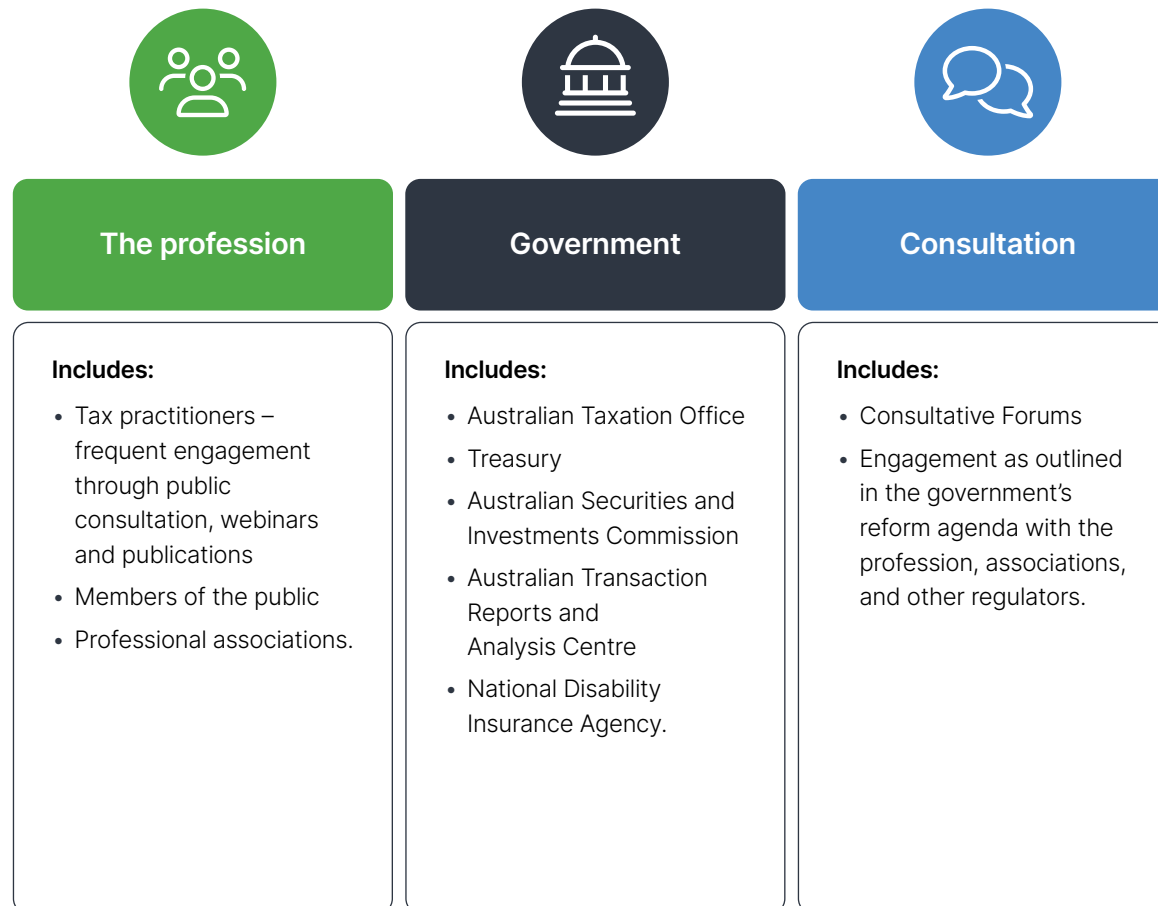 The profession
Includes:
• Tax practitioners –
frequent engagement
through public
consultation, webinars
and publications
• Members of the public
• Professional associations.
Government
Includes:
• Australian Taxation Office
• Treasury
• Australian Securities and
Investments Commission
• Australian Transaction
Reports and
Analysis Centre
• National Disability
Insurance Agency.
Consultation
Includes:
• Consultative Forums
• Engagement as outlined
in the government’s
reform agenda with the
profession, associations,
and other regulators.